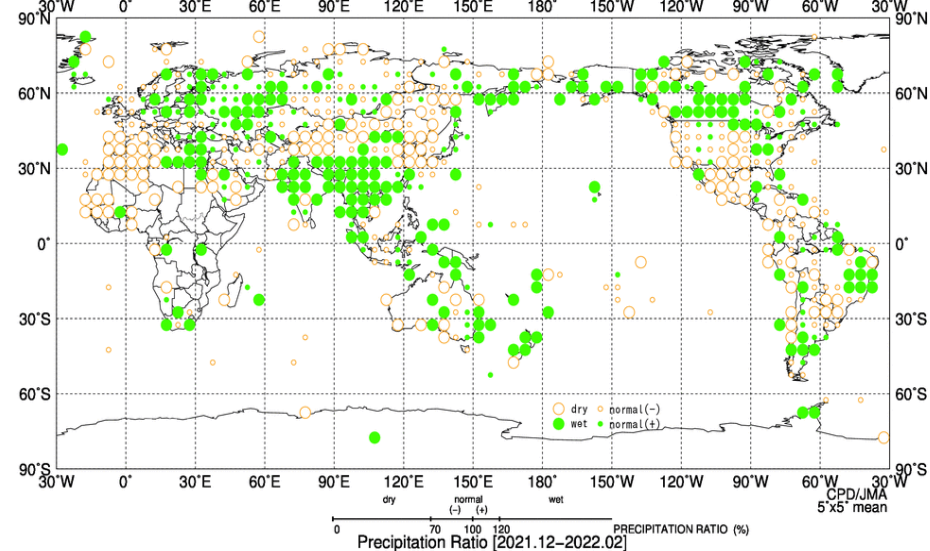 30°W 0° 30°E 60°E 90°E 120°E 150°E 180° 150°W 120°W 90°W 60°W 30°W
90°N 90°N
60°N 60°N
30°N 30°N
0° 0°
30°S 30°S
60°S 60°S
dry normal(-)
wet normal(+)
90°S 90°S
30°W 0° 30°E 60°E 90°E 120°E 150°E 180° 150°W 120°W 90°W 60°W 30°W
CPD/JMA
5°x5° mean
dry normal wet
(-) (+)
0 70 100 120 PRECIPITATION RATIO (%)
Precipitation Ratio [2021.12-2022.02]